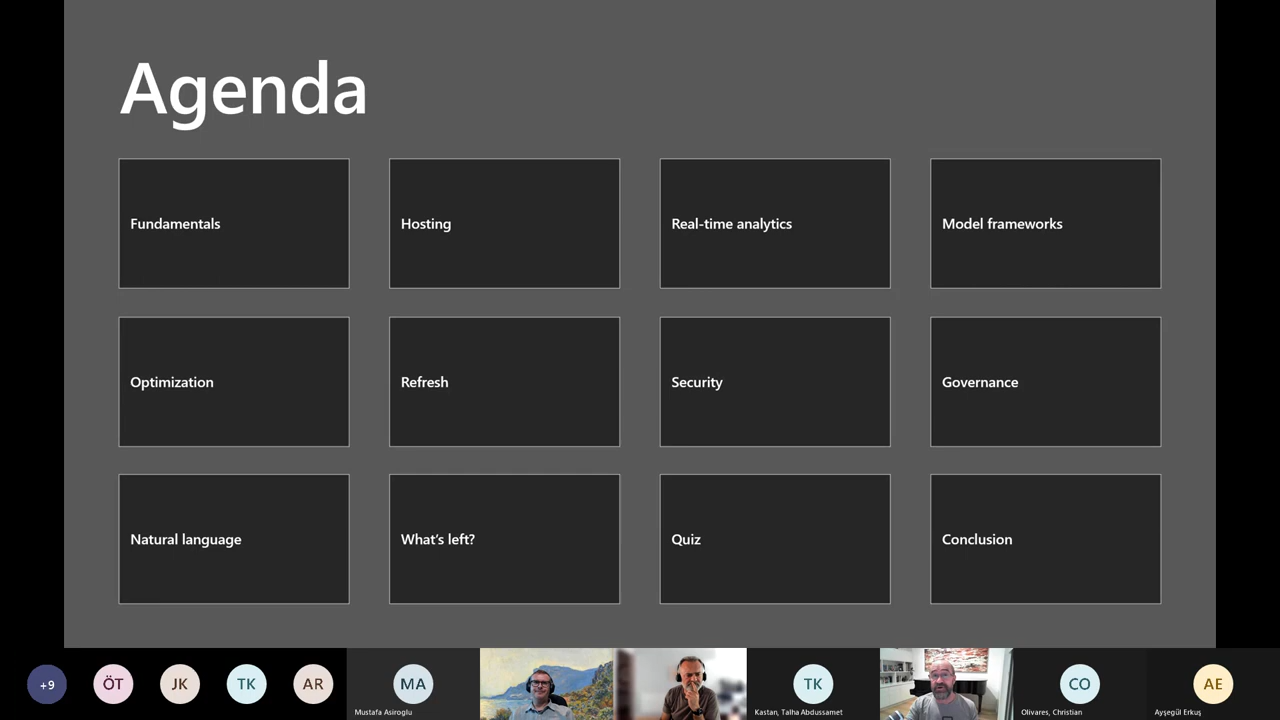 Agenda
Fundamentals
Hosting
Real-time analytics
Model frameworks
Optimization
Refresh
Security
Governance
Natural language
What's left?
Quiz
Conclusion
+9
ÖT
JK
TK
AR
MA
TK
CO
AE
Mustafa Asiroglu
Kastan, Talha Abdussamet
Olivares, Christian
Ayşegül Erkuş